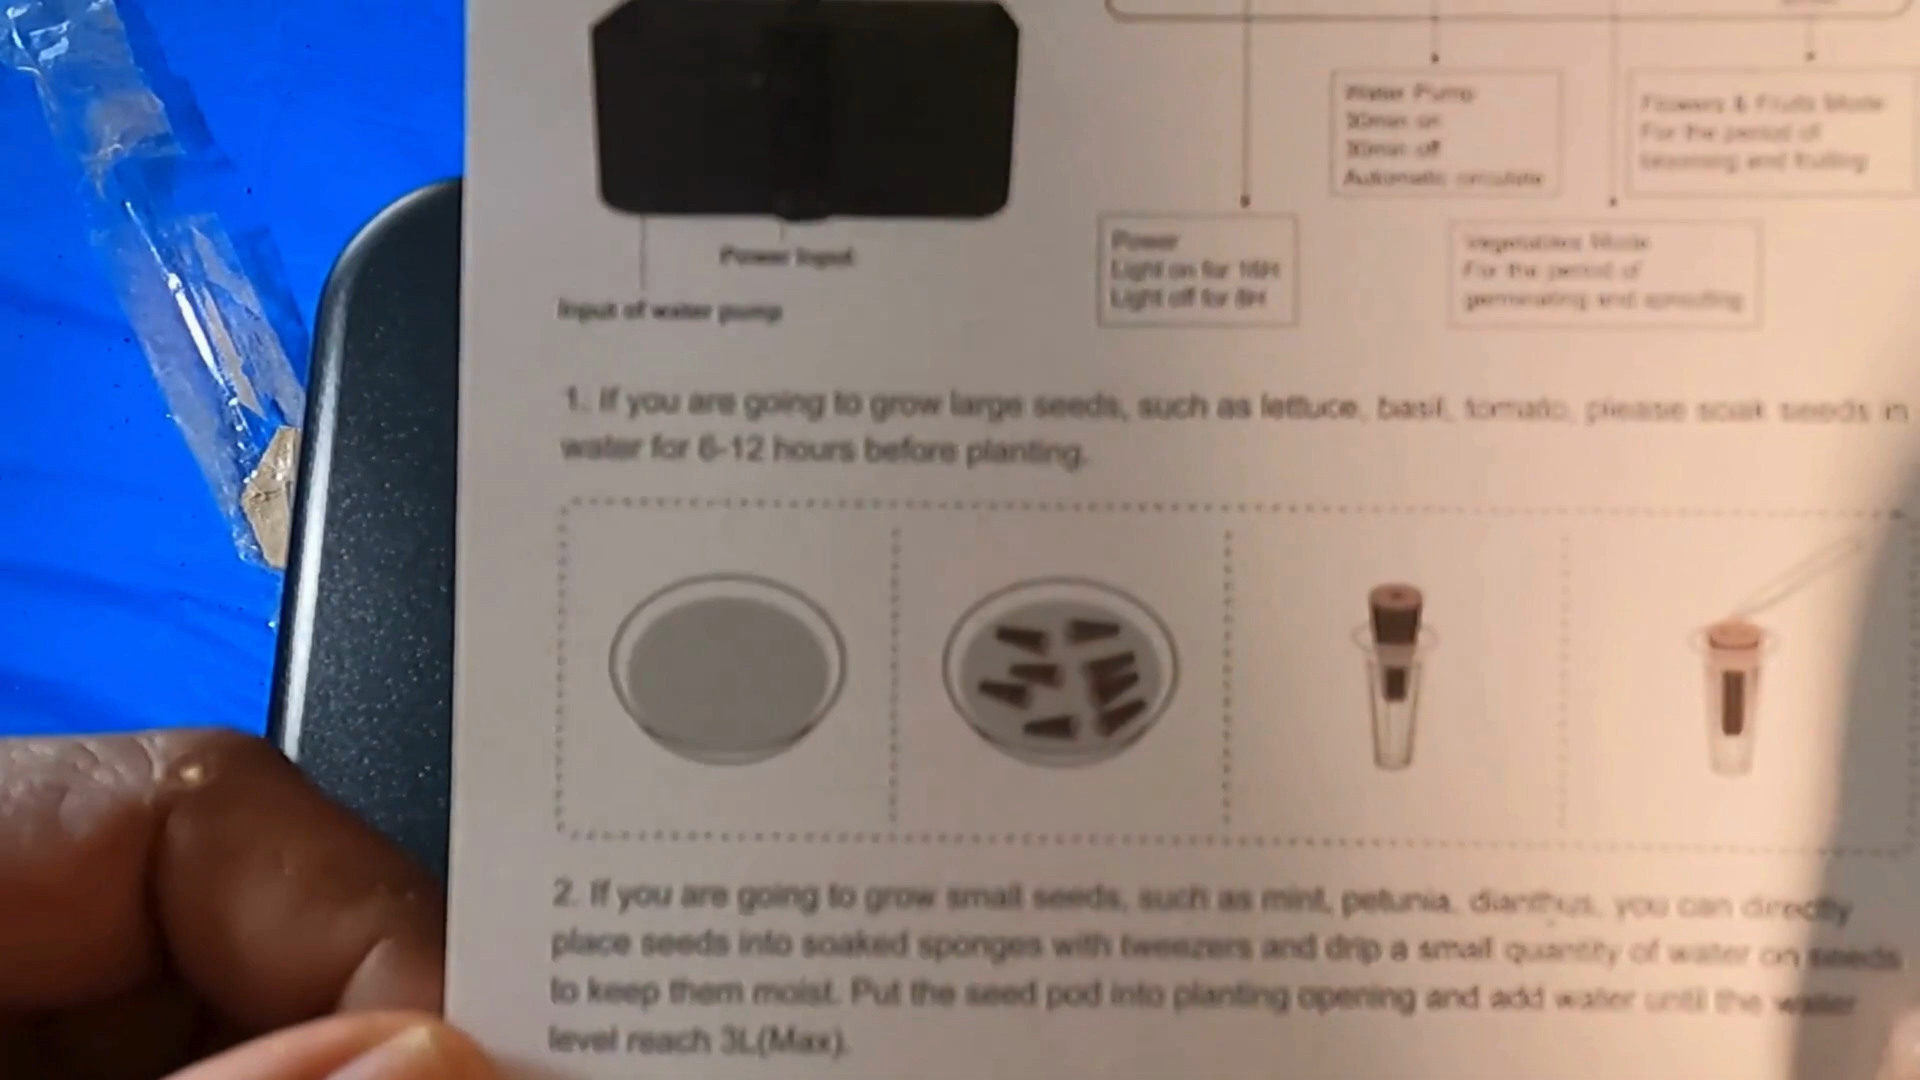 Water Pump
30min on
30min off
Automatic circulate
Flowers & Fruits Mode
For the period of
blooming and fruiting
Power Input
Power
Light on for 16H
Light off for 8H
Vegetables Mode
For the period of
germinating and sprouting
Input of water pump
1. If you are going to grow large seeds, such as lettuce, basil, tomato, please soak seeds in
water for 6-12 hours before planting.
2. If you are going to grow small seeds, such as mint, petunia, dianthus, you can directly
place seeds into soaked sponges with tweezers and drip a small quantity of water on seeds
to keep them moist. Put the seed pod into planting opening and add water until the water
level reach 3L(Max).